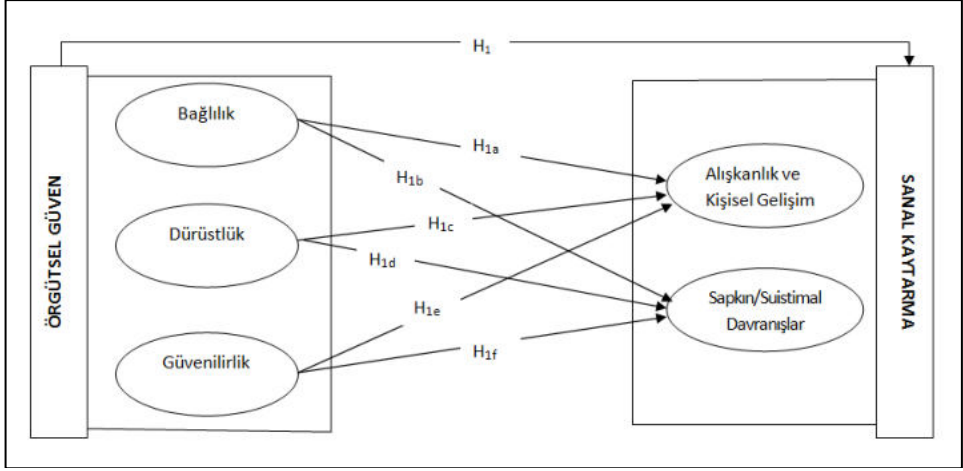 H1
ÖRGÜTSEL GÜVEN
Bağlılık
Dürüstlük
Güvenilirlik
H1a
H1b
H1c
H1d
H1e
H1f
Alışkanlık ve
Kişisel Gelişim
Sapkın/Suistimal
Davranışlar
SANAL KAYTARMA